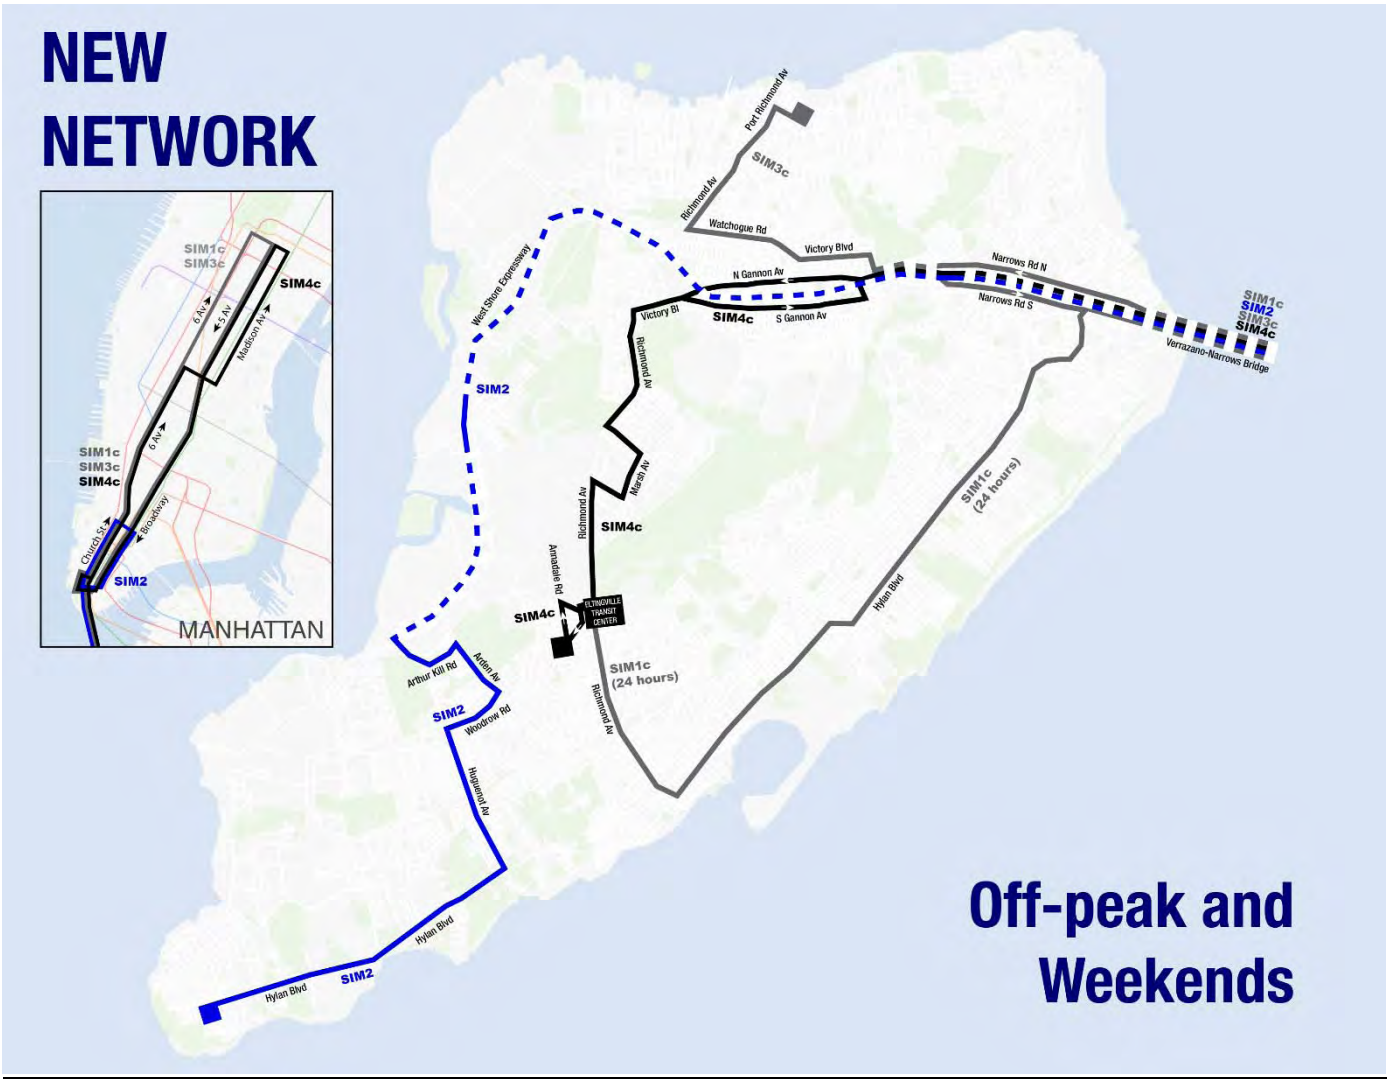 NEW
NETWORK
SIM1c
SIM3c
SIM4c
6 Av
5 Av
Madison Av
6 Av
SIM1c
SIM3c
SIM4c
Church St
Broadway
SIM2
MANHATTAN
Port Richmond Av
SIM3c
Richmond Av
Watchogue Rd
Victory Blvd
West Shore Expressway
N Gannon Av
Narrows Rd N
Narrows Rd S
SIM1c
SIM2
SIM3c
SIM4c
Verrazano-Narrows Bridge
Victory Bl
SIM4c
S Gannon Av
Richmond Av
SIM2
Marsh Av
Richmond Av
SIM4c
SIM1c
(24 hours)
Annadale Rd
SIM4c
ELTINGVILLE
TRANSIT
CENTER
Hylan Blvd
SIM1c
(24 hours)
Richmond Av
Arthur Kill Rd
Arden Av
SIM2
Woodrow Rd
Huguenot Av
Hylan Blvd
SIM2
Hylan Blvd
Off-peak and
Weekends